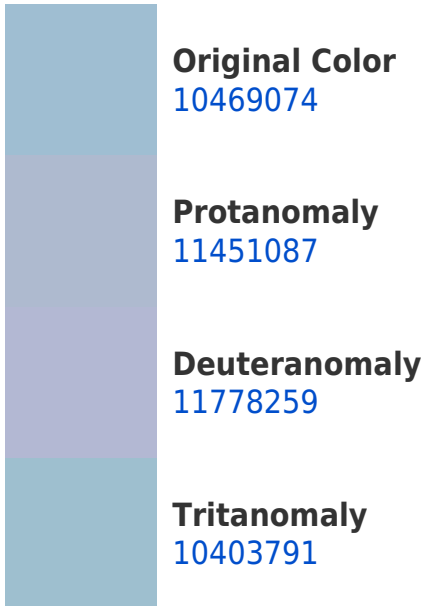 Original Color
10469074
Protanomaly
11451087
Deuteranomaly
11778259
Tritanomaly
10403791